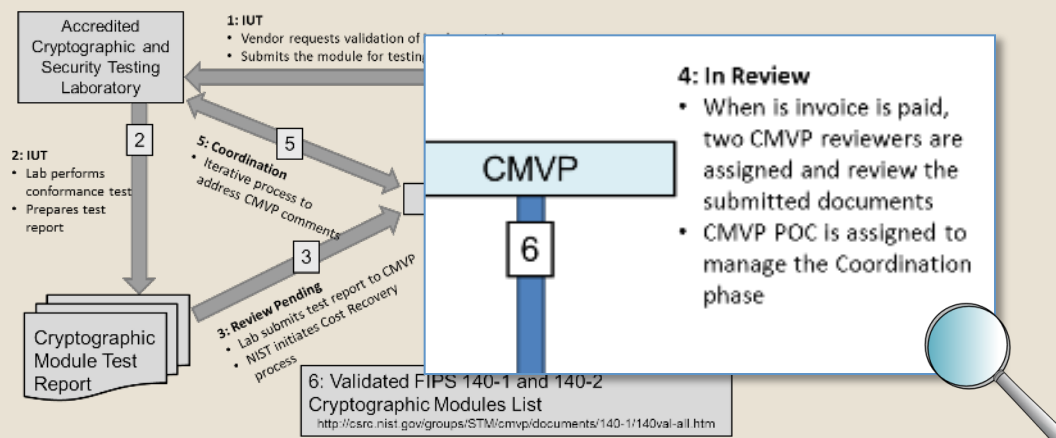 Accredited
Cryptographic and
Security Testing
Laboratory
1: IUT
• Vendor requests validation of
• Submits the module for testing
2
2: IUT
• Lab performs
conformance test
• Prepares test
report
5: Coordination
• Iterative process to
address CMVP comments
5
3
3: Review Pending
• Lab submits test report to CMVP
• NIST initiates Cost Recovery
process
Cryptographic
Module Test
Report
CMVP
6
4: In Review
• When is invoice is paid,
two CMVP reviewers are
assigned and review the
submitted documents
• CMVP POC is assigned to
manage the Coordination
phase
6: Validated FIPS 140-1 and 140-2
Cryptographic Modules List
http://csrc.nist.gov/groups/STM/cmvp/documents/140-1/140val-all.htm